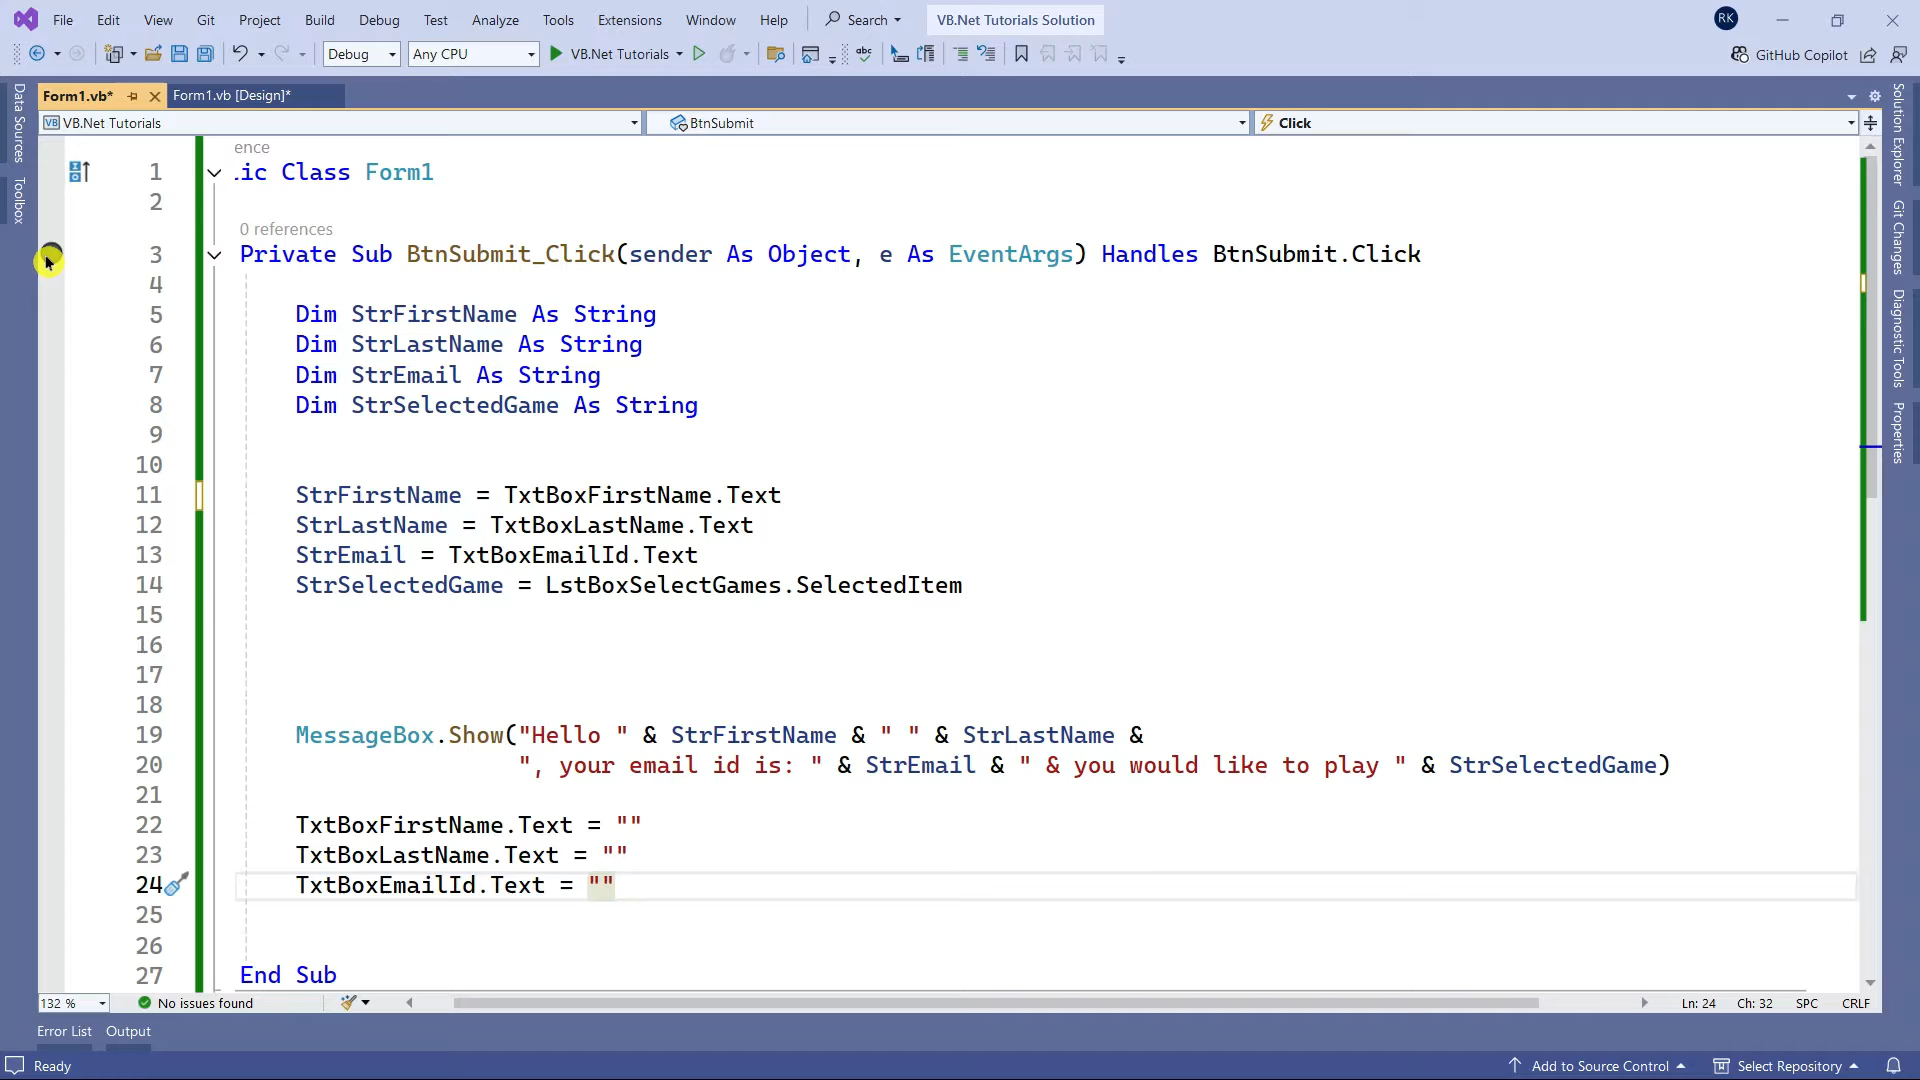 File Edit View Git Project Build Debug Test Analyze Tools Extensions Window Help Search VB.Net Tutorials Solution RK
Debug Any CPU VB.Net Tutorials abc GitHub Copilot
Form1.vb* Form1.vb [Design]*
VB VB.Net Tutorials BtnSubmit Click
Data Sources
Toolbox
Solution Explorer
Git Changes
Diagnostic Tools
Properties
ence
1 ic Class Form1
2
0 references
3 Private Sub BtnSubmit_Click(sender As Object, e As EventArgs) Handles BtnSubmit.Click
4
5 Dim StrFirstName As String
6 Dim StrLastName As String
7 Dim StrEmail As String
8 Dim StrSelectedGame As String
9
10
11 StrFirstName = TxtBoxFirstName.Text
12 StrLastName = TxtBoxLastName.Text
13 StrEmail = TxtBoxEmailId.Text
14 StrSelectedGame = LstBoxSelectGames.SelectedItem
15
16
17
18
19 MessageBox.Show("Hello " & StrFirstName & " " & StrLastName &
20 ", your email id is: " & StrEmail & " & you would like to play " & StrSelectedGame)
21
22 TxtBoxFirstName.Text = ""
23 TxtBoxLastName.Text = ""
24 TxtBoxEmailId.Text = ""
25
26
27 End Sub
132 % No issues found Ln: 24 Ch: 32 SPC CRLF
Error List Output
Ready Add to Source Control Select Repository